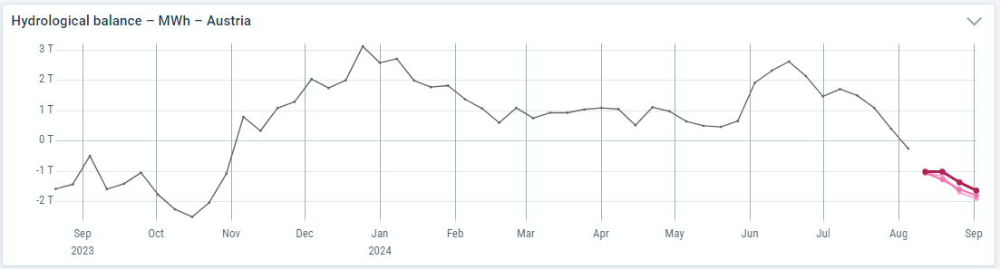 Hydrological balance – MWh – Austria
3 T
2 T
1 T
0 T
-1 T
-2 T
Sep Oct Nov Dec Jan Feb Mar Apr May Jun Jul Aug Sep
2023 2024